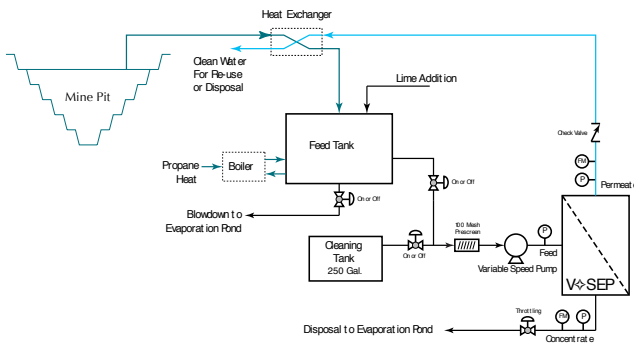 Heat Exchanger
Clean Water
For Re-use
or Disposal
Mine Pit
Lime Addition
Feed Tank
Check Valve
Propane
Heat
Boiler
FM
P
Permeate
On or Off
On or Off
Blowdown to
Evaporation Pond
Cleaning
Tank
250 Gal.
On or Off
100 Mesh
Prescreen
Variable Speed Pump
P
Feed
V SEP
Throttling
FM
P
Disposal to Evaporation Pond
Concentrate